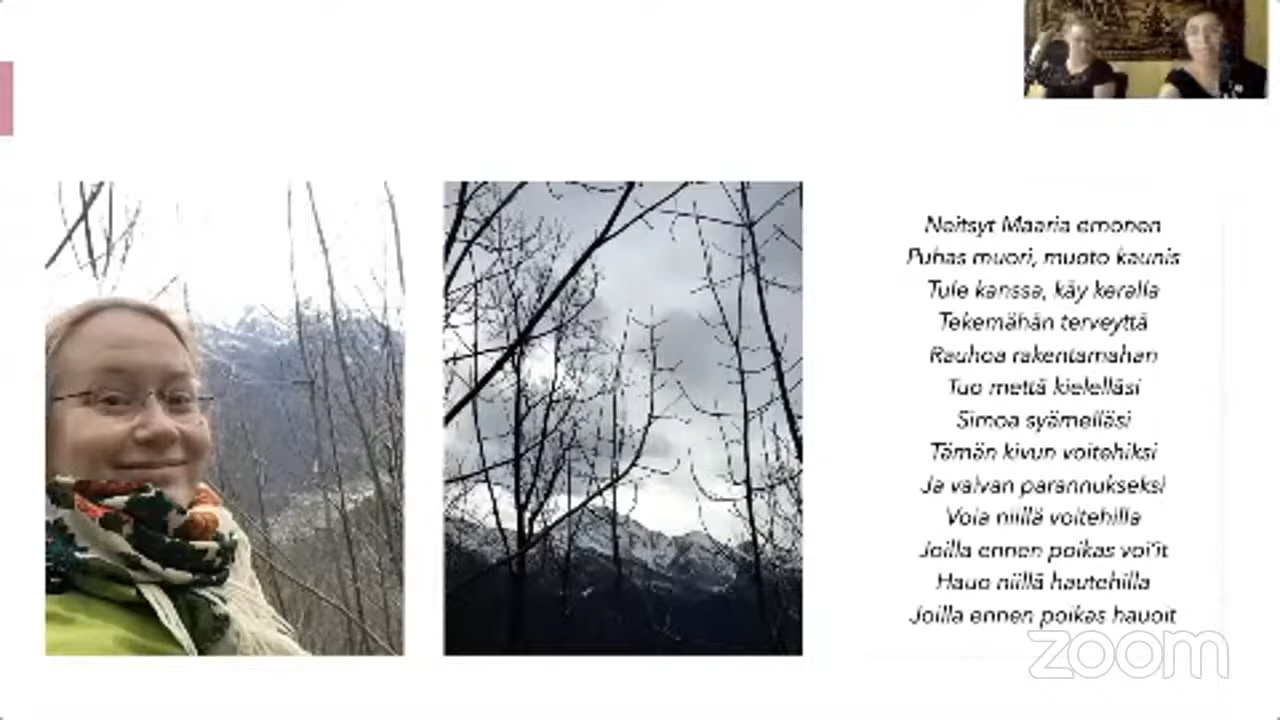 Neitsyt Maaria emonen
Puhas muori, muoto kaunis
Tule kanssa, käy keralla
Tekemähän terveyttä
Rauhoa rakentamahan
Tuo mettä kielelläsi
Simoa syämelläsi
Tämän kivun voitehiksi
Ja vaivan parannukseksi
Voia niillä voitehilla
Joilla ennen poikas voi'it
Hauo niillä hautehilla
Joilla ennen poikas hauoit
zoom